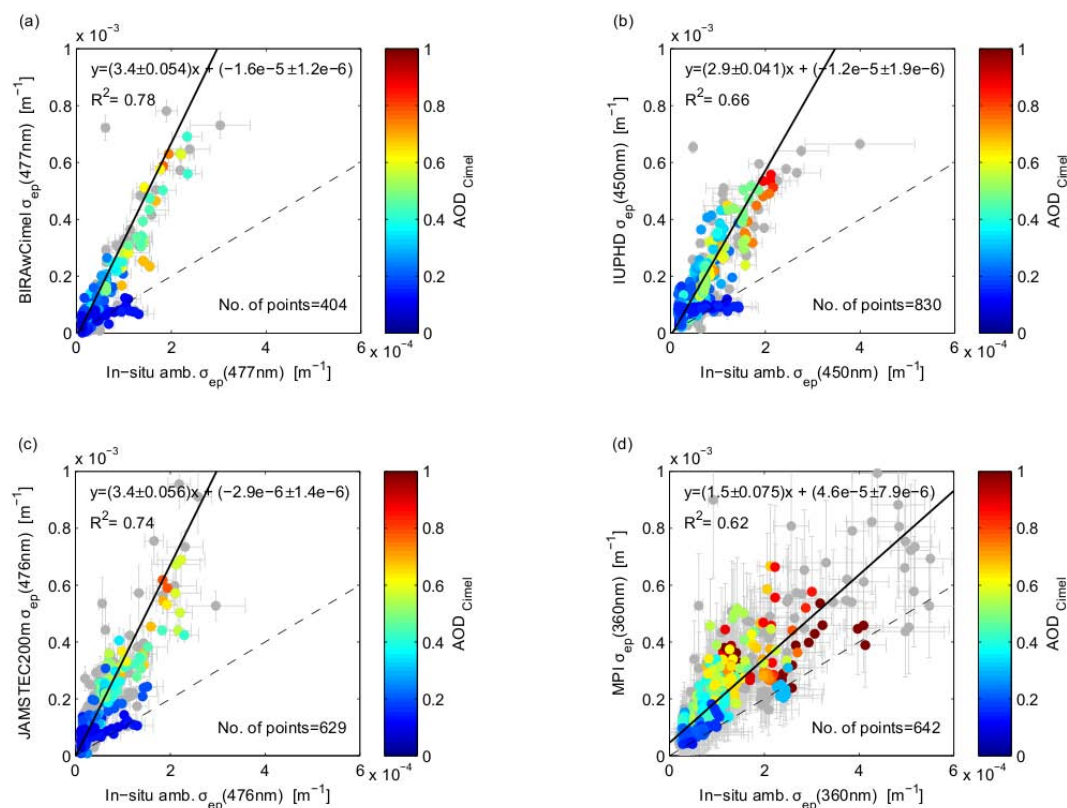 (a)
x 10⁻³
y=(3.4±0.054)x + (−1.6e−5 ±1.2e−6)
R²= 0.78
BIRAwCimel σep(477nm) [m⁻¹]
1
0.8
0.6
0.4
0.2
0
No. of points=404
0 2 4 6
x 10⁻⁴
In-situ amb. σep(477nm) [m⁻¹]
1
0.8
0.6
0.4
0.2
0
AOD Cimel
(b)
x 10⁻³
y=(2.9±0.041)x + (−1.2e−5 ±1.9e−6)
R²= 0.66
IUPHD σep(450nm) [m⁻¹]
1
0.8
0.6
0.4
0.2
0
No. of points=830
0 2 4 6
x 10⁻⁴
In-situ amb. σep(450nm) [m⁻¹]
1
0.8
0.6
0.4
0.2
0
AOD Cimel
(c)
x 10⁻³
y=(3.4±0.056)x + (−2.9e−6 ±1.4e−6)
R²= 0.74
JAMSTEC200m σep(476nm) [m⁻¹]
1
0.8
0.6
0.4
0.2
0
No. of points=629
0 2 4 6
x 10⁻⁴
In-situ amb. σep(476nm) [m⁻¹]
1
0.8
0.6
0.4
0.2
0
AOD Cimel
(d)
x 10⁻³
y=(1.5±0.075)x + (4.6e−5 ±7.9e−6)
R²= 0.62
MPI σep(360nm) [m⁻¹]
1
0.8
0.6
0.4
0.2
0
No. of points=642
0 2 4 6
x 10⁻⁴
In-situ amb. σep(360nm) [m⁻¹]
1
0.8
0.6
0.4
0.2
0
AOD Cimel